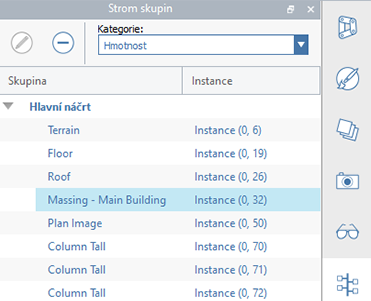 Strom skupin
Kategorie:
Hmotnost
Skupina Instance
Hlavní náčrt
Terrain Instance (0, 6)
Floor Instance (0, 19)
Roof Instance (0, 26)
Massing - Main Building Instance (0, 32)
Plan Image Instance (0, 50)
Column Tall Instance (0, 70)
Column Tall Instance (0, 71)
Column Tall Instance (0, 72)